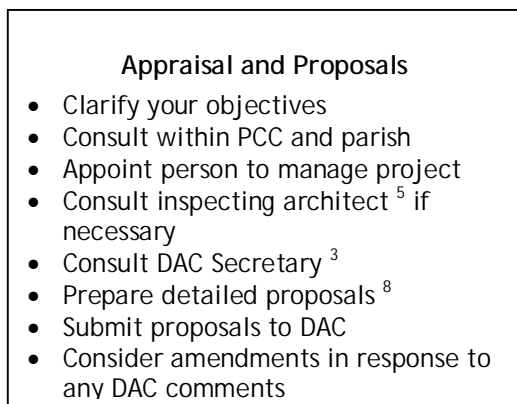 Appraisal and Proposals
• Clarify your objectives
• Consult within PCC and parish
• Appoint person to manage project
• Consult inspecting architect ⁵ if
necessary
• Consult DAC Secretary ³
• Prepare detailed proposals ⁸
• Submit proposals to DAC
• Consider amendments in response to
any DAC comments